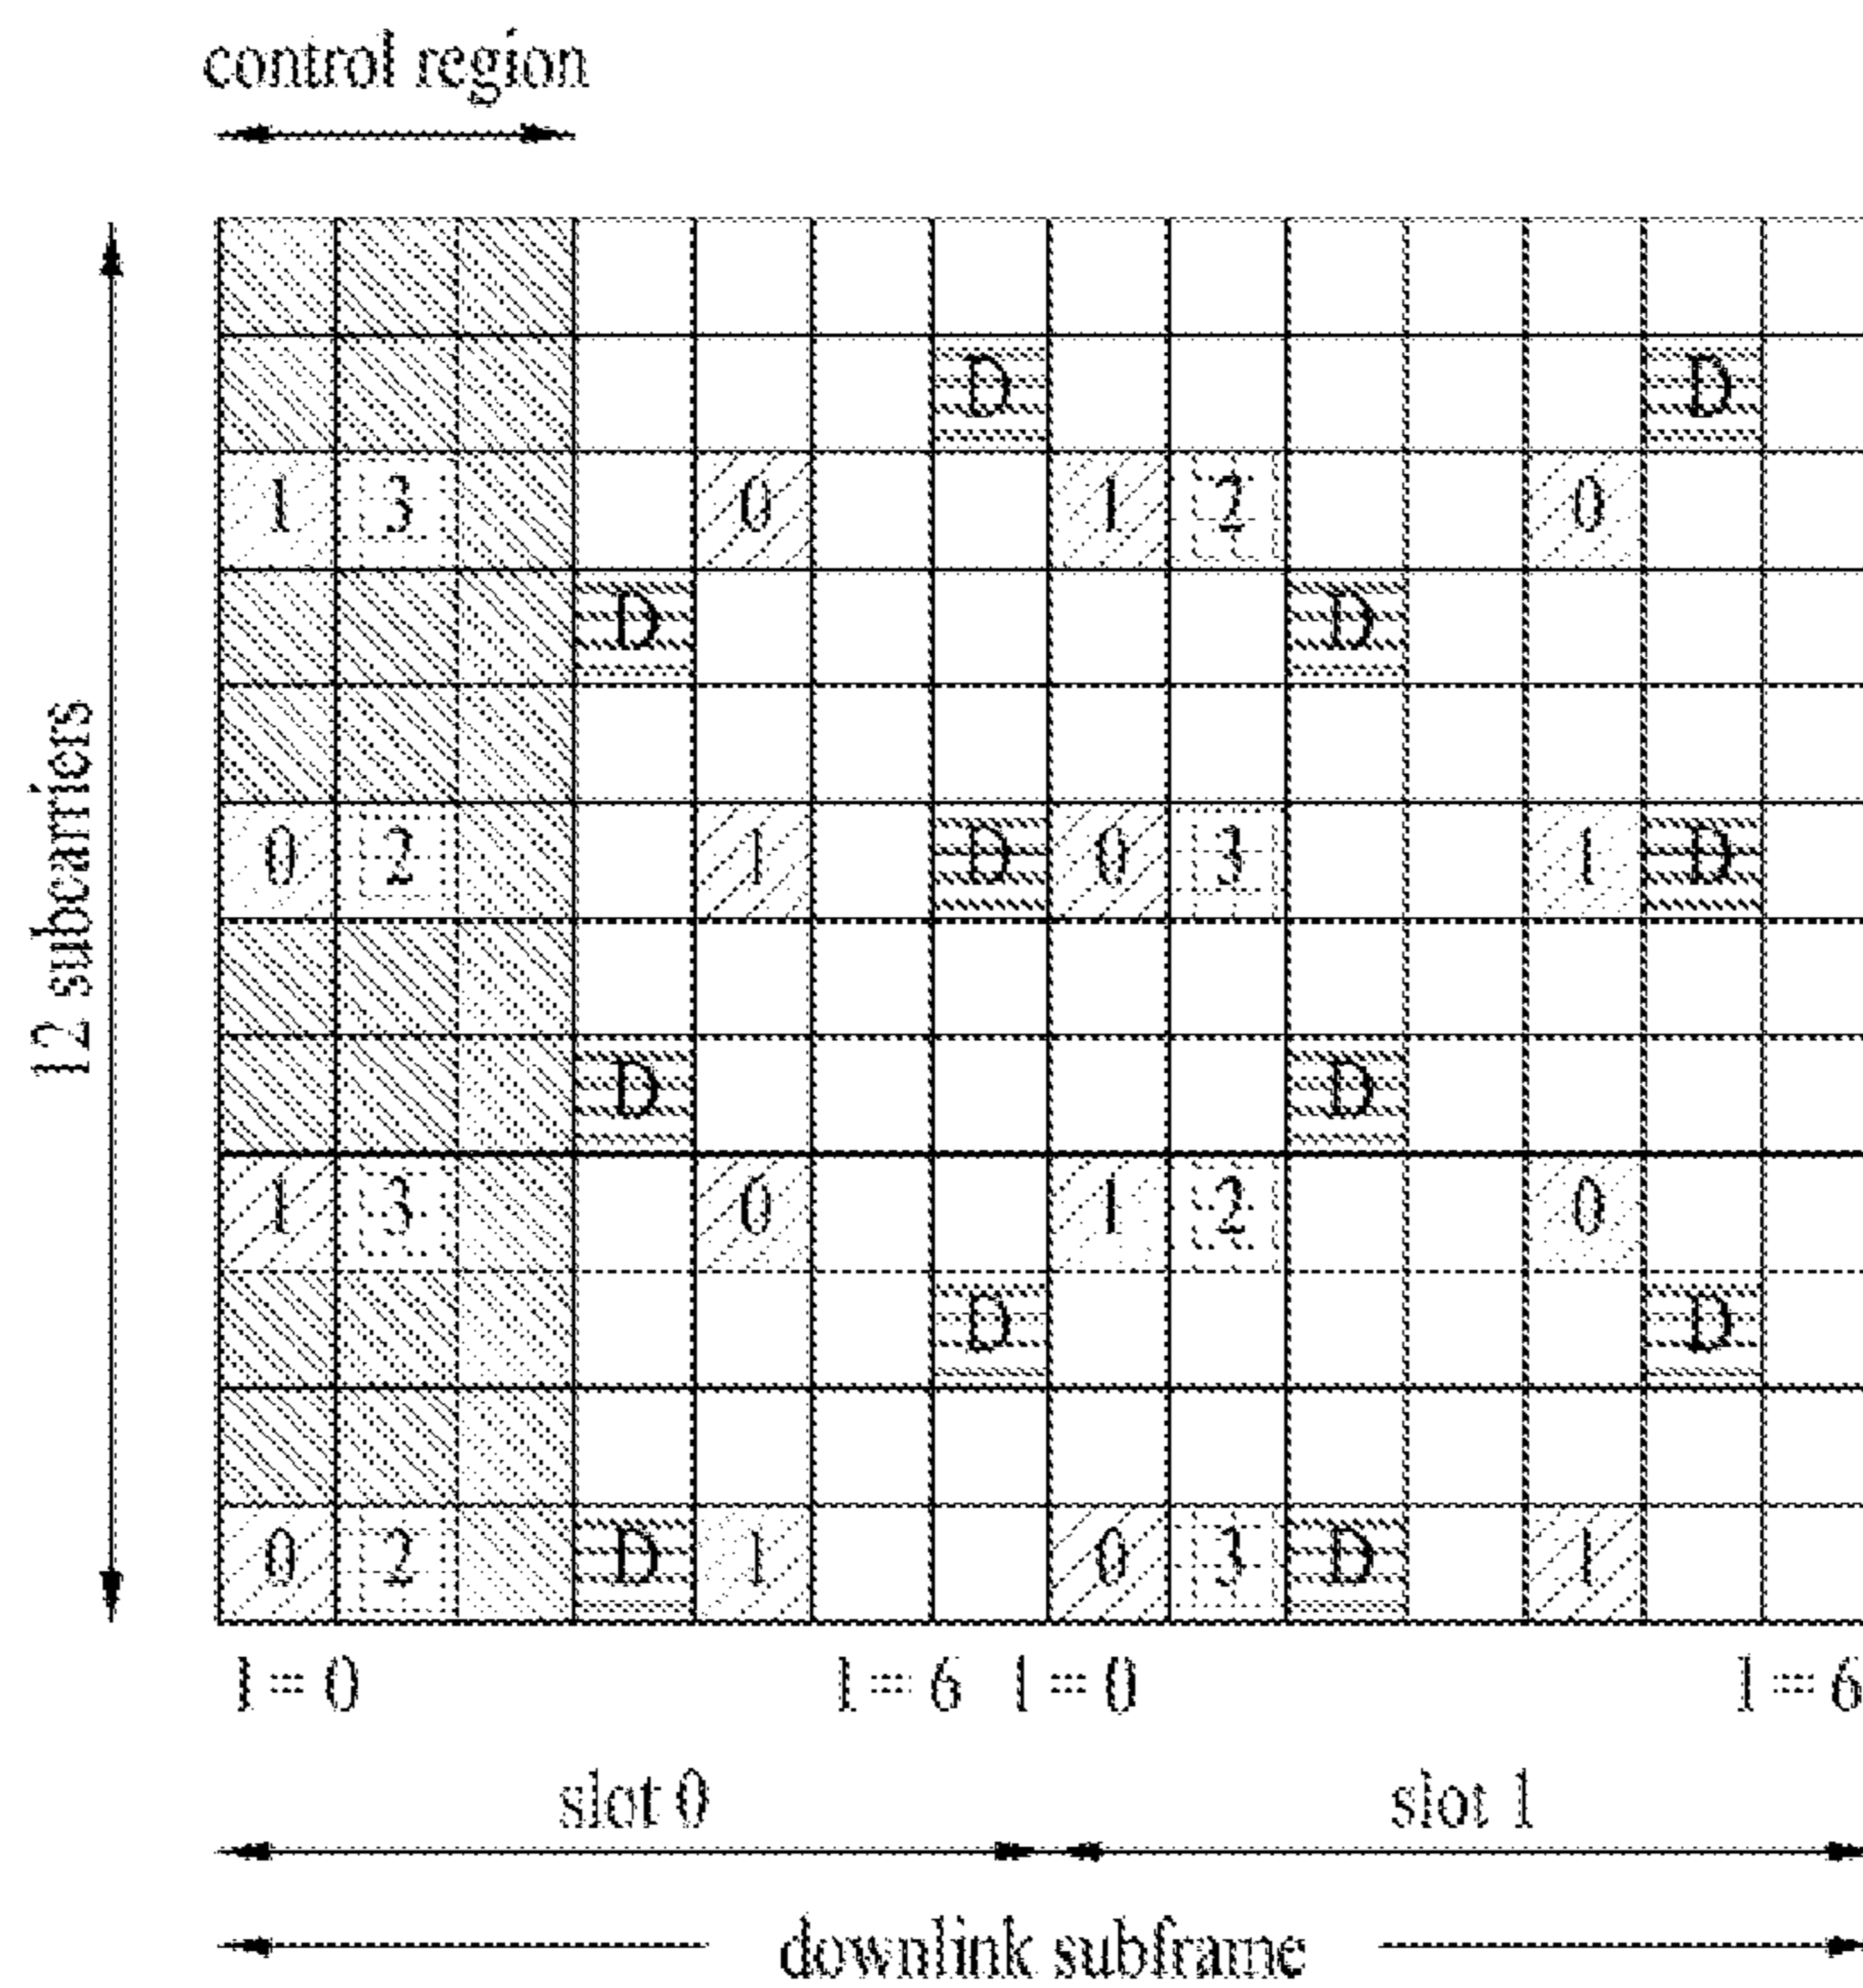 control region
12 subcarriers
D D
1 3 0 1 2 0
D D
0 2 1 D 0 3 1 D
D D
1 3 0 1 2 0
D D
0 2 D 1 0 3 D 1
l = 0 l = 6 l = 0 l = 6
slot 0 slot 1
downlink subframe